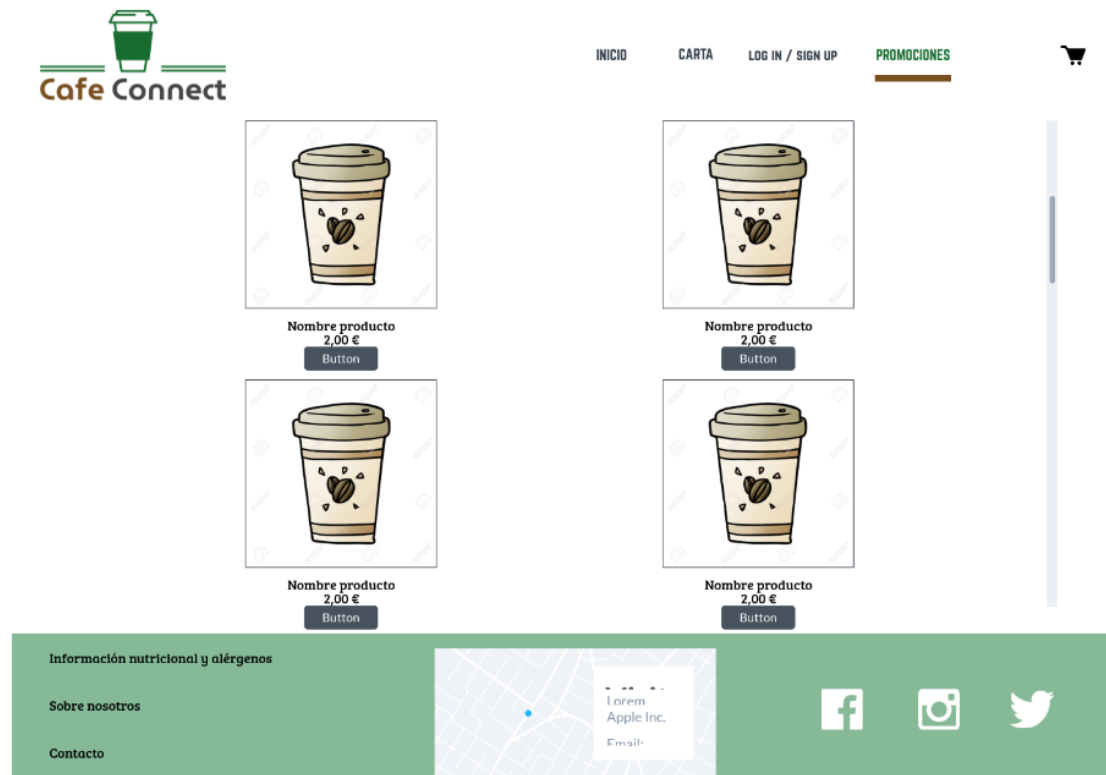 Cafe Connect
INICIO
CARTA
LOG IN / SIGN UP
PROMOCIONES
Nombre producto
2,00 €
Button
Nombre producto
2,00 €
Button
Nombre producto
2,00 €
Button
Nombre producto
2,00 €
Button
Información nutricional y alérgenos
Sobre nosotros
Contacto
Lorem
Apple Inc.
Email: